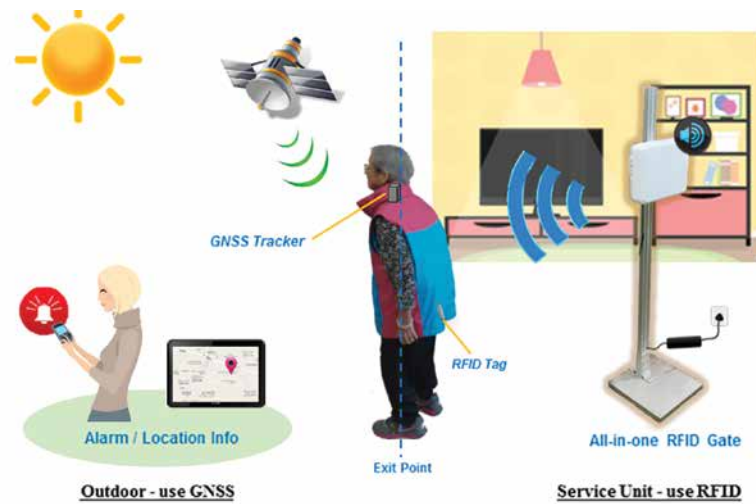 GNSS Tracker
RFID Tag
Alarm / Location Info
All-in-one RFID Gate
Exit Point
Outdoor - use GNSS
Service Unit - use RFID